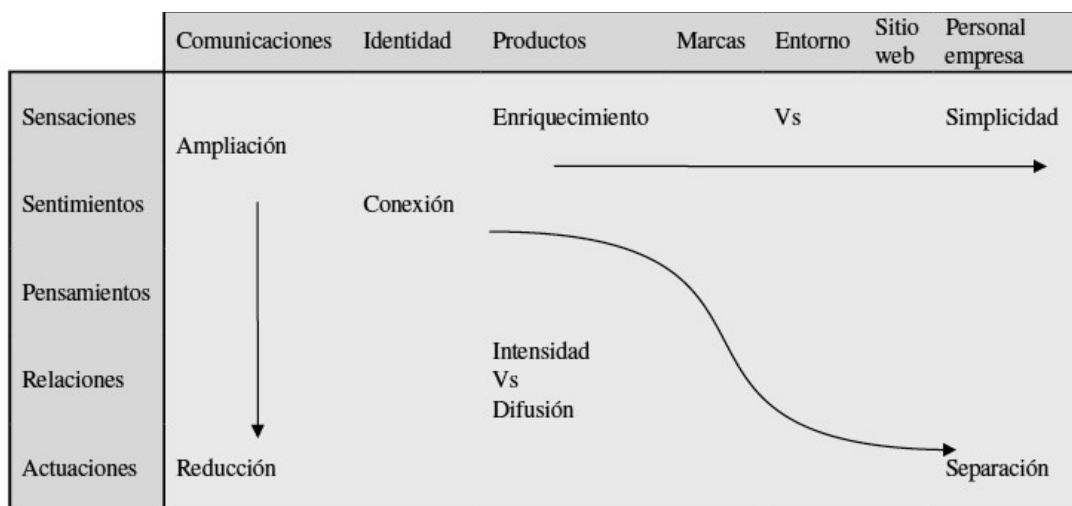 Comunicaciones Identidad Productos Marcas Entorno Sitio web Personal empresa
Sensaciones Enriquecimiento Vs Simplicidad
Ampliación
Sentimientos Conexión
Pensamientos
Intensidad
Relaciones Vs
Difusión
Actuaciones Reducción Separación